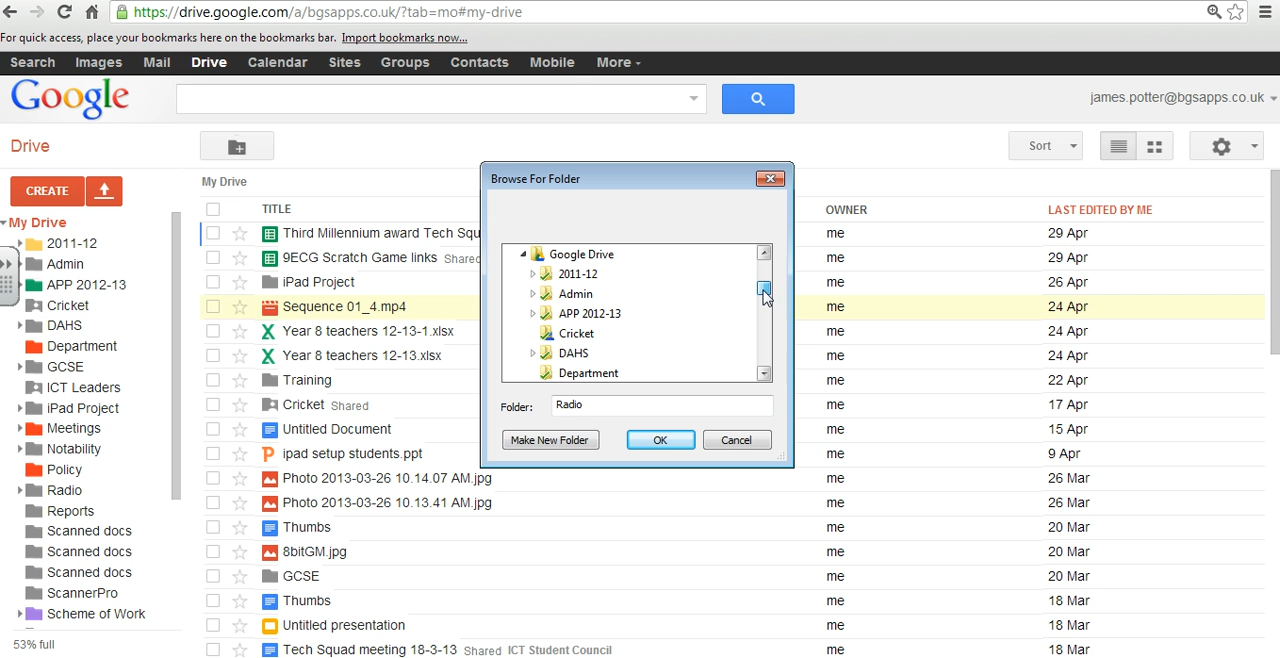 https://drive.google.com/a/bgsapps.co.uk/?tab=mo#my-drive
For quick access, place your bookmarks here on the bookmarks bar. Import bookmarks now...
Search Images Mail Drive Calendar Sites Groups Contacts Mobile More
Google
james.potter@bgsapps.co.uk
Drive
Sort
CREATE
My Drive
2011-12
Admin
APP 2012-13
Cricket
DAHS
Department
GCSE
ICT Leaders
iPad Project
Meetings
Notability
Policy
Radio
Reports
Scanned docs
Scanned docs
Scanned docs
ScannerPro
Scheme of Work
53% full
My Drive
TITLE OWNER LAST EDITED BY ME
Third Millennium award Tech Squ me 29 Apr
9ECG Scratch Game links Shared me 29 Apr
iPad Project me 26 Apr
Sequence 01_4.mp4 me 24 Apr
Year 8 teachers 12-13-1.xlsx me 24 Apr
Year 8 teachers 12-13.xlsx me 24 Apr
Training me 22 Apr
Cricket Shared me 17 Apr
Untitled Document me 15 Apr
ipad setup students.ppt me 9 Apr
Photo 2013-03-26 10.14.07 AM.jpg me 26 Mar
Photo 2013-03-26 10.13.41 AM.jpg me 26 Mar
Thumbs me 20 Mar
8bitGM.jpg me 20 Mar
GCSE me 20 Mar
Thumbs me 18 Mar
Untitled presentation me 18 Mar
Tech Squad meeting 18-3-13 Shared ICT Student Council me 18 Mar
Browse For Folder
Google Drive
2011-12
Admin
APP 2012-13
Cricket
DAHS
Department
Folder: Radio
Make New Folder OK Cancel